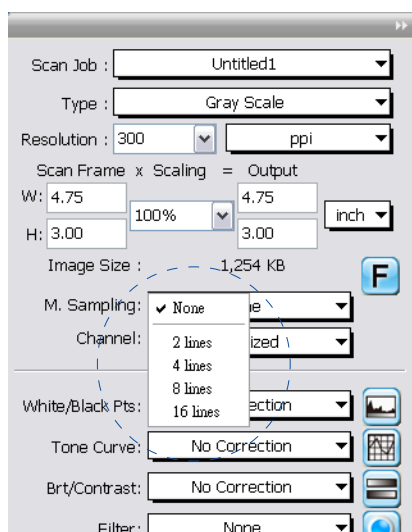 Scan Job : Untitled1
Type : Gray Scale
Resolution : 300 ppi
Scan Frame x Scaling = Output
W: 4.75 100% 4.75 inch
H: 3.00 3.00
Image Size : 1,254 KB
F
M. Sampling: ✓ None
2 lines
Channel:
4 lines
8 lines
White/Black Pts:
16 lines
Tone Curve: No Correction
Brt/Contrast: No Correction
Filter: None